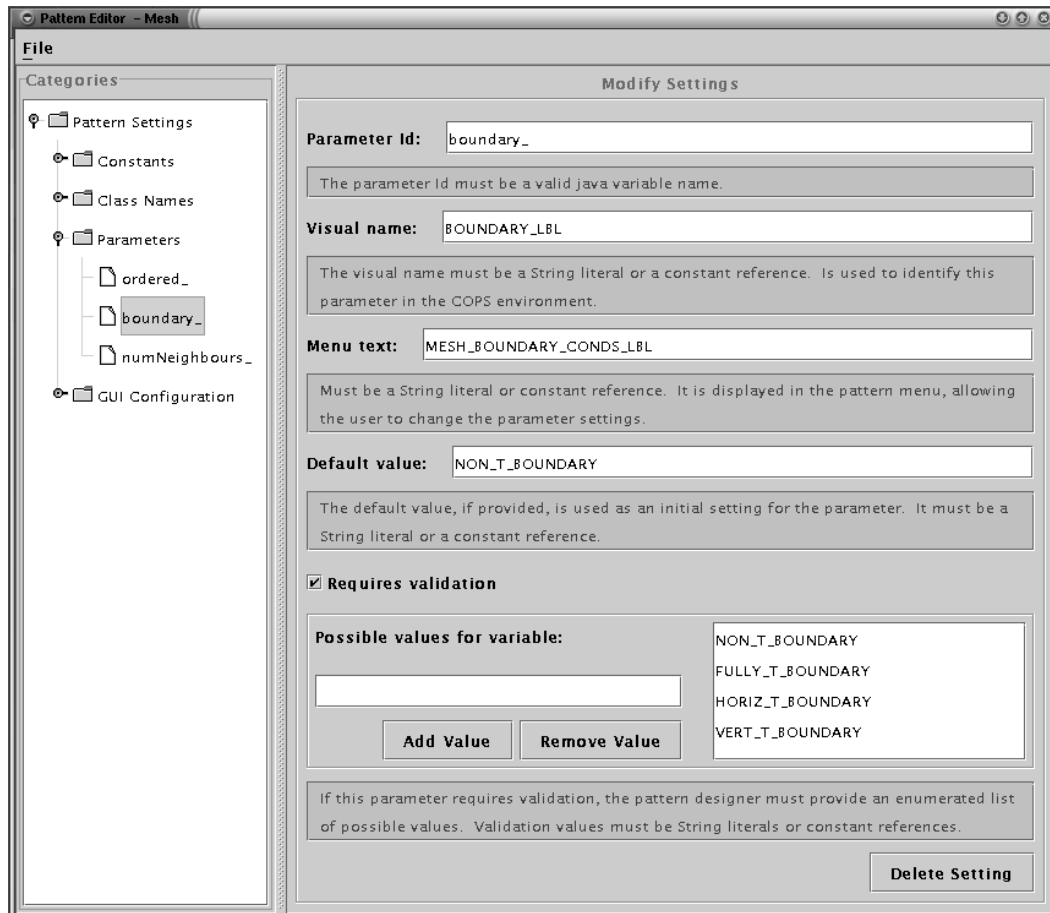 Pattern Editor - Mesh
File
Categories
Pattern Settings
Constants
Class Names
Parameters
ordered_
boundary_
numNeighbours_
GUI Configuration
Modify Settings
Parameter Id: boundary_
The parameter Id must be a valid java variable name.
Visual name: BOUNDARY_LBL
The visual name must be a String literal or a constant reference. Is used to identify this
parameter in the COPS environment.
Menu text: MESH_BOUNDARY_CONDS_LBL
Must be a String literal or constant reference. It is displayed in the pattern menu, allowing
the user to change the parameter settings.
Default value: NON_T_BOUNDARY
The default value, if provided, is used as an initial setting for the parameter. It must be a
String literal or a constant reference.
Requires validation
Possible values for variable:
Add Value Remove Value
NON_T_BOUNDARY
FULLY_T_BOUNDARY
HORIZ_T_BOUNDARY
VERT_T_BOUNDARY
If this parameter requires validation, the pattern designer must provide an enumerated list
of possible values. Validation values must be String literals or constant references.
Delete Setting